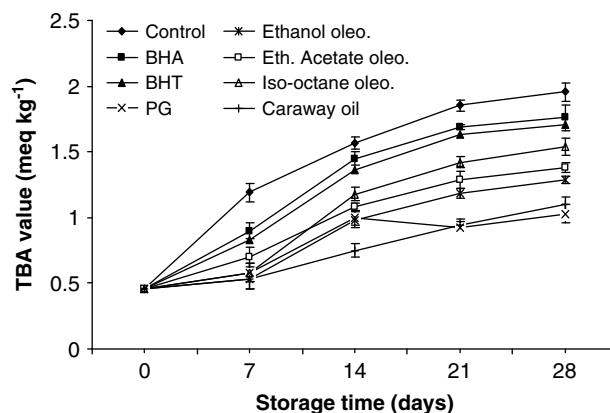 Control
BHA
BHT
PG
Ethanol oleo.
Eth. Acetate oleo.
Iso-octane oleo.
Caraway oil
TBA value (meq kg⁻¹)
2.5
2
1.5
1
0.5
0
0 7 14 21 28
Storage time (days)